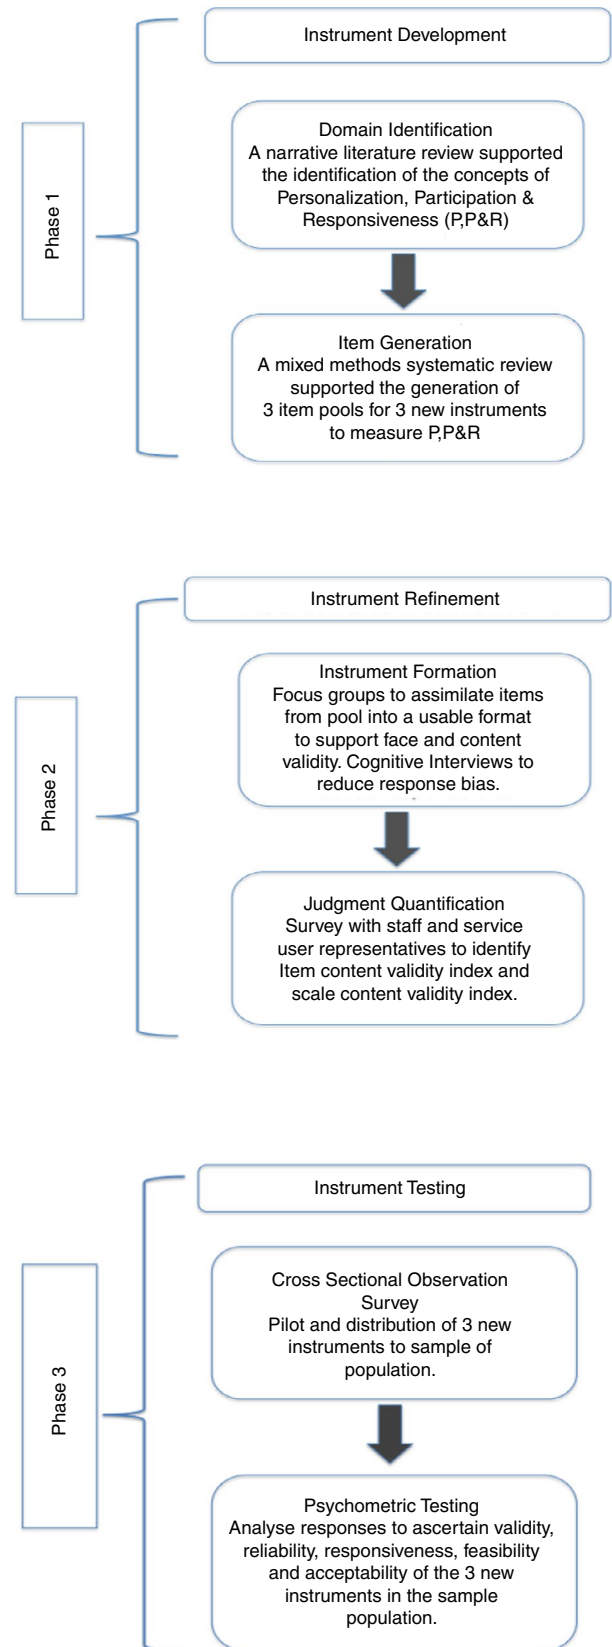 Phase 1
Instrument Development
Domain Identification
A narrative literature review supported
the identification of the concepts of
Personalization, Participation &
Responsiveness (P,P&R)
Item Generation
A mixed methods systematic review
supported the generation of
3 item pools for 3 new instruments
to measure P,P&R
Phase 2
Instrument Refinement
Instrument Formation
Focus groups to assimilate items
from pool into a usable format
to support face and content
validity. Cognitive Interviews to
reduce response bias.
Judgment Quantification
Survey with staff and service
user representatives to identify
Item content validity index and
scale content validity index.
Phase 3
Instrument Testing
Cross Sectional Observation
Survey
Pilot and distribution of 3 new
instruments to sample of
population.
Psychometric Testing
Analyse responses to ascertain validity,
reliability, responsiveness, feasibility
and acceptability of the 3 new
instruments in the sample
population.